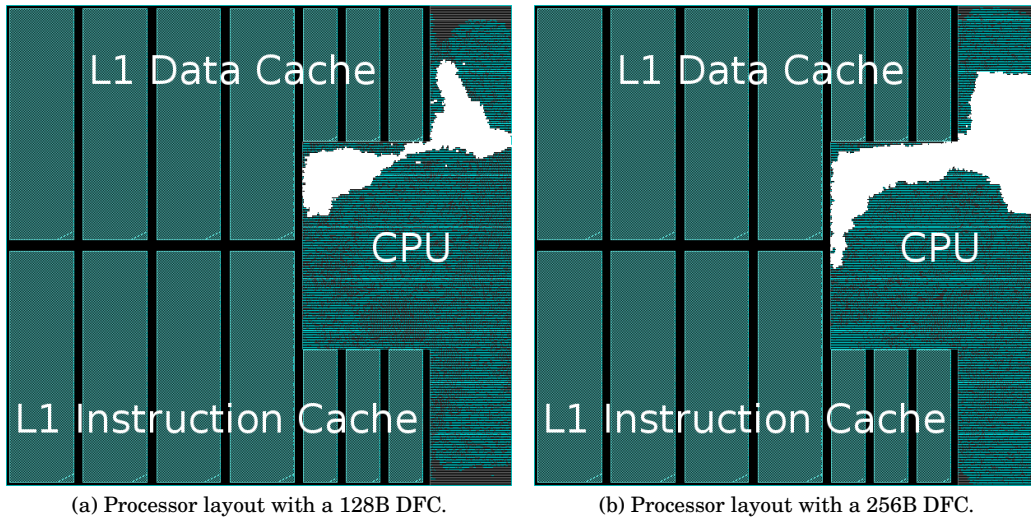 L1 Data Cache
CPU
L1 Instruction Cache
(a) Processor layout with a 128B DFC.
L1 Data Cache
CPU
L1 Instruction Cache
(b) Processor layout with a 256B DFC.